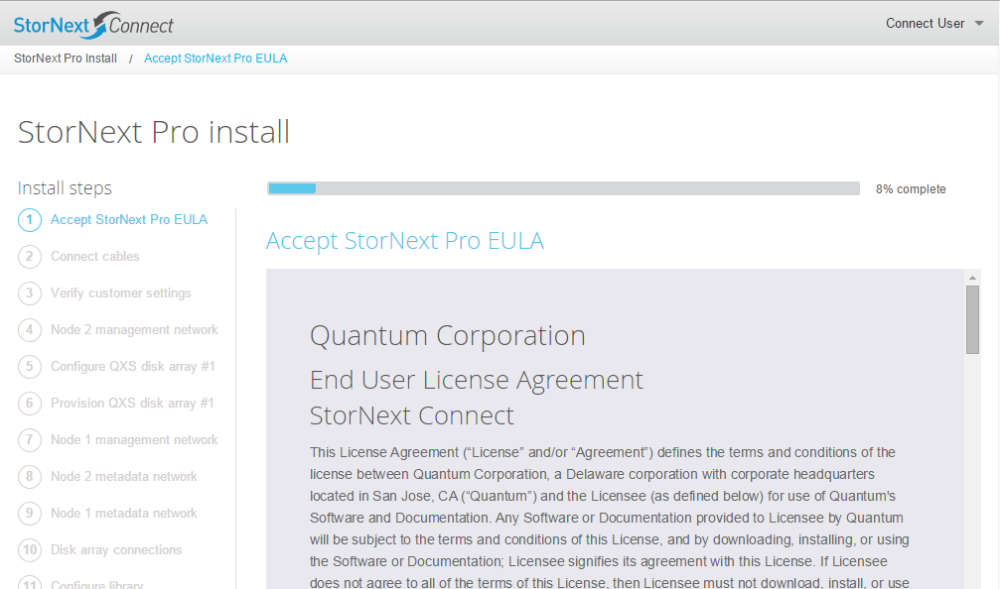 StorNext Connect
Connect User
StorNext Pro Install / Accept StorNext Pro EULA
StorNext Pro install
Install steps
8% complete
1 Accept StorNext Pro EULA
2 Connect cables
3 Verify customer settings
4 Node 2 management network
5 Configure QXS disk array #1
6 Provision QXS disk array #1
7 Node 1 management network
8 Node 2 metadata network
9 Node 1 metadata network
10 Disk array connections
11 Configure library
Accept StorNext Pro EULA
Quantum Corporation
End User License Agreement
StorNext Connect
This License Agreement (“License” and/or “Agreement”) defines the terms and conditions of the
license between Quantum Corporation, a Delaware corporation with corporate headquarters
located in San Jose, CA (“Quantum”) and the Licensee (as defined below) for use of Quantum's
Software and Documentation. Any Software or Documentation provided to Licensee by Quantum
will be subject to the terms and conditions of this License, and by downloading, installing, or using
the Software or Documentation; Licensee signifies its agreement with this License. If Licensee
does not agree to all of the terms of this License, then Licensee must not download, install, or use